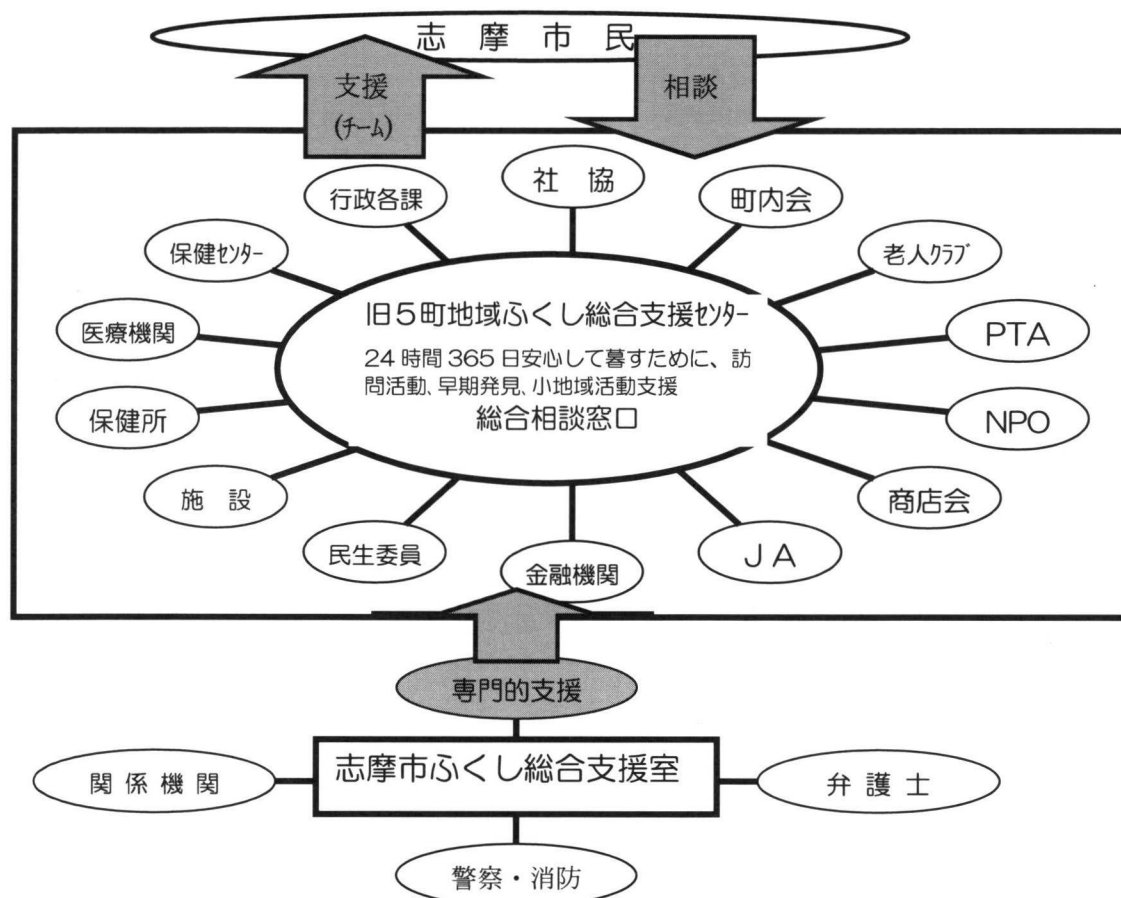 志摩市民
支援
(ﾁｰﾑ)
相談
社 協
行政各課
町内会
保健ｾﾝﾀｰ
老人ｸﾗﾌﾞ
医療機関
PTA
保健所
NPO
施 設
商店会
民生委員
金融機関
JA
旧5町地域ふくし総合支援ｾﾝﾀｰ
24時間365日安心して暮すために、訪
問活動、早期発見、小地域活動支援
総合相談窓口
専門的支援
志摩市ふくし総合支援室
関係機関
弁護士
警察・消防